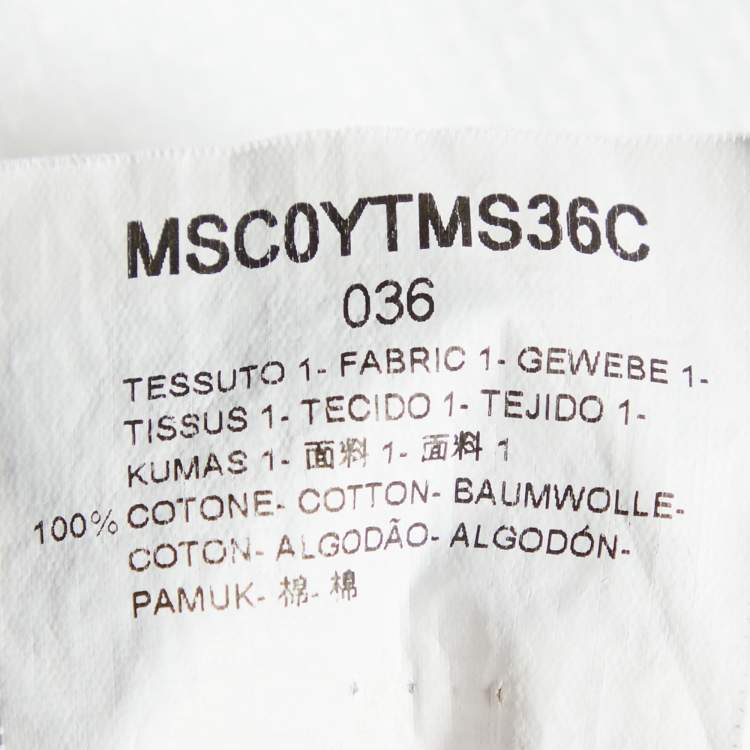 MSC0YTMS36C
036
TESSUTO 1- FABRIC 1- GEWEBE 1-
TISSUS 1- TECIDO 1- TEJIDO 1-
KUMAS 1- 面料 1- 面料 1
100% COTONE- COTTON- BAUMWOLLE-
COTON- ALGODÃO- ALGODÓN-
PAMUK- 棉- 棉